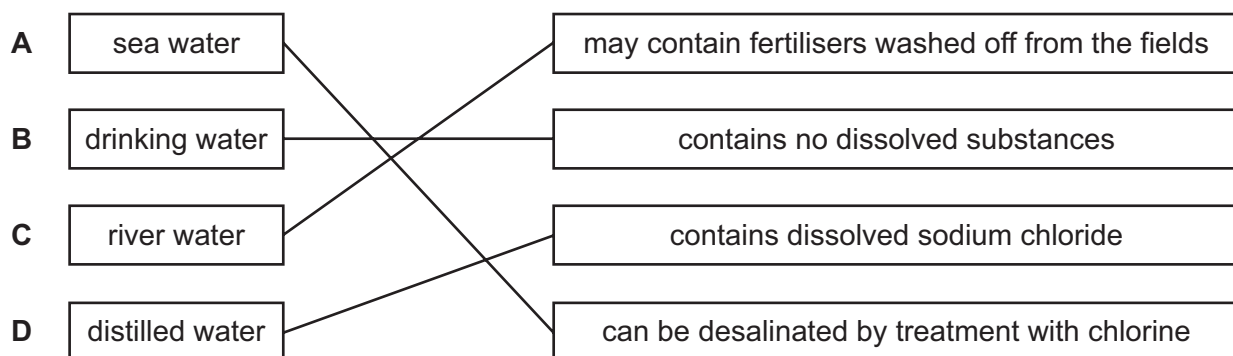 A sea water may contain fertilisers washed off from the fields
B drinking water contains no dissolved substances
C river water contains dissolved sodium chloride
D distilled water can be desalinated by treatment with chlorine